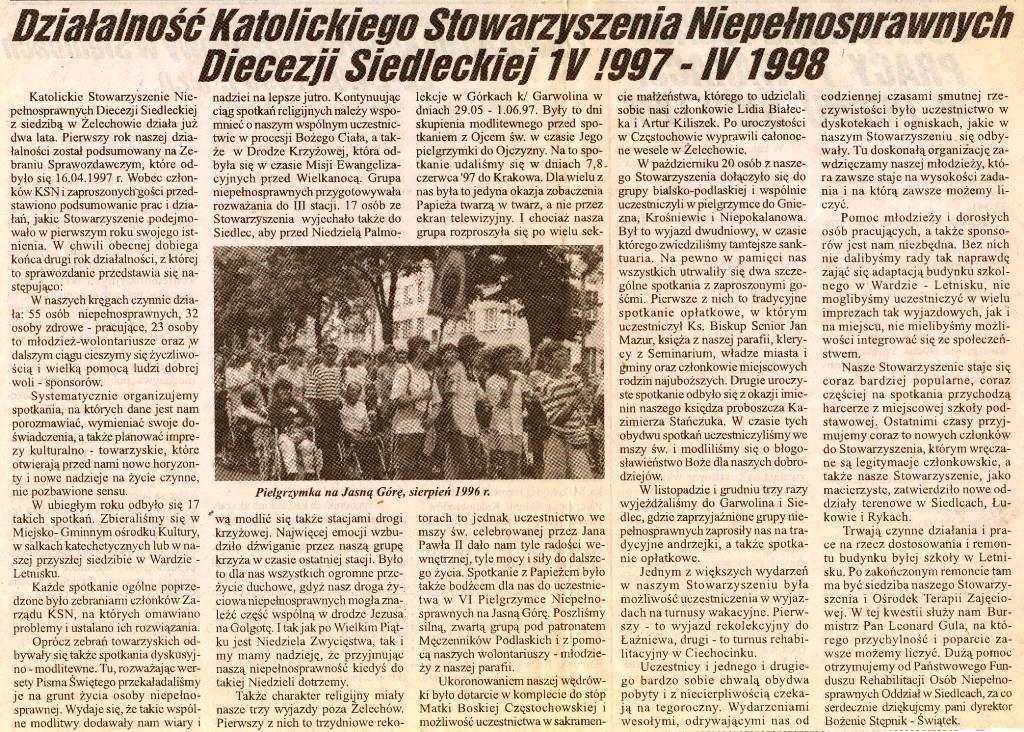 Działalność Katolickiego Stowarzyszenia Niepełnosprawnych
Diecezji Siedleckiej 1V !997 - IV 1998
Katolickie Stowarzyszenie Nie-
pełnosprawnych Diecezji Siedleckiej
z siedzibą w Żelechowie działa już
dwa lata. Pierwszy rok naszej dzia-
łalności został podsumowany na Ze-
braniu Sprawozdawczym, które od-
było się 16.04.1997 r. Wobec człon-
ków KSN i zaproszonych gości przed-
stawiono podsumowanie prac i dzia-
łań, jakie Stowarzyszenie podejmo-
wało w pierwszym roku swojego ist-
nienia. W chwili obecnej dobiega
końca drugi rok działalności, z której
to sprawozdanie przedstawia się na-
stępująco:
W naszych kręgach czynnie dzia-
ła: 55 osób niepełnosprawnych, 32
osoby zdrowe - pracujące, 23 osoby
to młodzież-wolontariusze oraz w
dalszym ciągu cieszymy się życzliwo-
ścią i wielką pomocą ludzi dobrej
woli - sponsorów.
Systematycznie organizujemy
spotkania, na których dane jest nam
porozmawiać, wymieniać swoje do-
świadczenia, a także planować impre-
zy kulturalno - towarzyskie, które
otwierają przed nami nowe horyzon-
ty i nowe nadzieje na życie czynne,
nie pozbawione sensu.
W ubiegłym roku odbyło się 17
takich spotkań. Zbieraliśmy się w
Miejsko-Gminnym ośrodku Kultury,
w salkach katechetycznych lub w na-
szej przyszłej siedzibie w Wardzie -
Letnisku.
Każde spotkanie ogólne poprze-
dzone było zebraniami członków Za-
rządu KSN, na których omawiano
problemy i ustalano ich rozwiązania.
Oprócz zebrań towarzyskich od-
bywały się także spotkania dyskusyj-
no - modlitewne. Tu, rozważając wer-
sety Pisma Świętego przekaładaliśmy
je na grunt życia osoby niepełno-
sprawnej. Wydaje się, że takie wspól-
ne modlitwy dodawały nam wiary i
nadziei na lepsze jutro. Kontynuując
ciąg spotkań religijnych należy wspo-
mnieć o naszym wspólnym uczestnic-
twie w procesji Bożego Ciała, a tak-
że w Drodze Krzyżowej, która od-
była się w czasie Misji Ewangeliza-
cyjnych przed Wielkanocą. Grupa
niepełnosprawnych przygotowywała
rozważania do III stacji. 17 osób ze
Stowarzyszenia wyjechało także do
Siedlec, aby przed Niedzielą Palmo-
wą modlić się także stacjami drogi
krzyżowej. Najwięcej emocji wzbu-
dziło dźwiganie przez naszą grupę
krzyża w czasie ostatniej stacji. Było
to dla nas wszystkich ogromne prze-
życie duchowe, gdyż nasz droga ży-
ciowa niepełnosprawnych mogła zna-
leźć część wspólną w drodze Jezusa
na Golgotę. I tak jak po Wielkim Pią-
tku jest Niedziela Zwycięstwa, tak i
my mamy nadzieję, że przyjmując
naszą niepełnosprawność kiedyś do
takiej Niedzieli dotrzemy.
Także charakter religijny miały
nasze trzy wyjazdy poza Żelechów.
Pierwszy z nich to trzydniowe reko-
lekcje w Górkach k/ Garwolina w
dniach 29.05 - 1.06.97. Były to dni
skupienia modlitewnego przed spo-
tkaniem z Ojcem św. w czasie Jego
pielgrzymki do Ojczyzny. Na to spo-
tkanie udaliśmy się w dniach 7,8
czerwca '97 do Krakowa. Dla wielu z
nas była to jedyna okazja zobaczenia
Papieża twarzą w twarz, a nie przez
ekran telewizyjny. I chociaż nasza
grupa rozproszyła się po wielu sek-
torach to jednak uczestnictwo we
mszy św. celebrowanej przez Jana
Pawła II dało nam tyle radości we-
wnętrznej, tyle mocy i siły do dalsze-
go życia. Spotkanie z Papieżem było
także bodźcem dla nas do uczestnic-
twa w VI Pielgrzymce Niepełno-
sprawnych na Jasną Górę. Poszliśmy
silną, zwartą grupą pod patronatem
Męczenników Podlaskich i z pomo-
cą naszych wolontariuszy - młodzie-
ży z naszej parafii.
Ukoronowaniem naszej wędrów-
ki było dotarcie w komplecie do stóp
Matki Boskiej Częstochowskiej i
możliwość uczestnictwa w sakramen-
Pielgrzymka na Jasną Górę, sierpień 1996 r.
cie małżeństwa, którego to udzielali
sobie nasi członkowie Lidia Białec-
ka i Artur Kiliszek. Po uroczystości
w Częstochowie wyprawili całonoc-
ne wesele w Żelechowie.
W październiku 20 osób z nasze-
go Stowarzyszenia dołączyło się do
grupy bialsko-podlaskiej i wspólnie
uczestniczyli w pielgrzymce do Gnie-
zna, Krośniewic i Niepokalanowa.
Był to wyjazd dwudniowy, w czasie
którego zwiedziliśmy tamtejsze sank-
tuaria. Na pewno w pamięci nas
wszystkich utrwaliły się dwa szcze-
gólne spotkania z zaproszonymi go-
śćmi. Pierwsze z nich to tradycyjne
spotkanie opłatkowe, w którym
uczestniczył Ks. Biskup Senior Jan
Mazur, księża z naszej parafii, klery-
cy z Seminarium, władze miasta i
gminy oraz członkowie miejscowych
rodzin najuboższych. Drugie uroczy-
ste spotkanie odbyło się z okazji imie-
nin naszego księdza proboszcza Ka-
zimierza Stańczuka. W czasie tych
obydwu spotkań uczestniczyliśmy we
mszy św. i modliliśmy się o błogo-
sławieństwo Boże dla naszych dobro-
dziejów.
W listopadzie i grudniu trzy razy
wyjeżdżaliśmy do Garwolina i Sie-
dlec, gdzie zaprzyjaźnione grupy nie-
pełnosprawnych zaprosiły nas na tra-
dycyjne andrzejki, a także spotka-
nie opłatkowe.
Jednym z większych wydarzeń
w naszym Stowarzyszeniu była
możliwość uczestniczenia w wyjaz-
dach na turnusy wakacyjne. Pierw-
szy - to wyjazd rekolekcyjny do
Łaźniewa, drugi - to turnus rehabi-
litacyjny w Ciechocinku.
Uczestnicy i jednego i drugiego
bardzo sobie chwalą obydwa
pobyty i z niecierpliwością czeka-
ją na tegoroczny. Wydarzeniami
wesołymi, odrywającymi nas od
codziennej czasami smutnej rze-
czywistości było uczestnictwo w
dyskotekach i ogniskach, jakie w
naszym Stowarzyszeniu się odby-
wały. Tu doskonałą organizację za-
wdzięczamy naszej młodzieży, któ-
ra zawsze staje na wysokości zada-
nia i na którą zawsze możemy li-
czyć.
Pomoc młodzieży i dorosłych
osób pracujących, a także sponso-
rów jest nam niezbędna. Bez nich
nie dalibyśmy rady tak naprawdę
zająć się adaptacją budynku szkol-
nego w Wardzie - Letnisku, nie
moglibyśmy uczestniczyć w wielu
imprezach tak wyjazdowych, jak i
na miejscu, nie mielibyśmy możli-
wości integrować się ze społeczeń-
stwem.
Nasze Stowarzyszenie staje się
coraz bardziej popularne, coraz
częściej na spotkania przychodzą
harcerze z miejscowej szkoły pod-
stawowej. Ostatnimi czasy przyj-
mujemy coraz to nowych członków
do Stowarzyszenia, którym wręcza-
ne są legitymacje członkowskie, a
także nasze Stowarzyszenie, jako
macierzyste, zatwierdziło nowe od-
działy terenowe w Siedlcach, Łu-
kowie i Rykach.
Trwają czynne działania i pra-
ce na rzecz dostosowania i remon-
tu budynku byłej szkoły w Letni-
sku. Po zakończonym remoncie tam
ma być siedziba naszego Stowarzy-
szenia i Ośrodek Terapii Zajęcio-
wej. W tej kwestii służy nam Bur-
mistrz Pan Leonard Gula, na któ-
rego przychylność i poparcie za-
wsze możemy liczyć. Dużą pomoc
otrzymujemy od Państwowego Fun-
duszu Rehabilitacji Osób Niepełno-
sprawnych Oddział w Siedlcach, za co
serdecznie dziękujemy pani dyrektor
Bożenie Stępnik - Świątek.